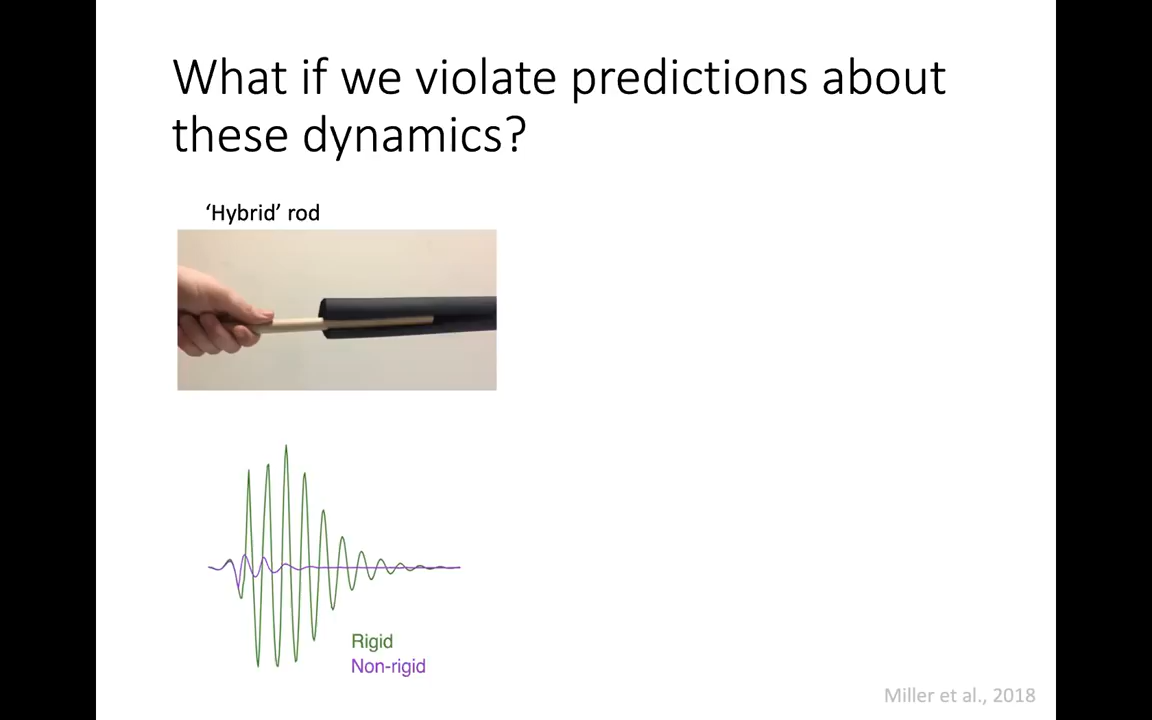 What if we violate predictions about
these dynamics?
‘Hybrid’ rod
Rigid
Non-rigid
Miller et al., 2018